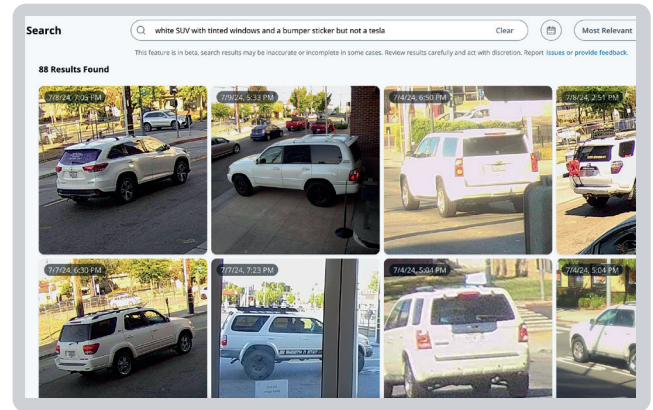 Search
white SUV with tinted windows and a bumper sticker but not a tesla
Clear
Most Relevant
This feature is in beta, search results may be inaccurate or incomplete in some cases. Review results carefully and act with discretion. Report issues or provide feedback.
88 Results Found
7/8/24, 7:05 PM
7/9/24, 5:33 PM
7/4/24, 6:50 PM
7/8/24, 2:51 PM
7/7/24, 6:30 PM
7/7/24, 7:23 PM
7/4/24, 5:04 PM
7/4/24, 5:04 PM